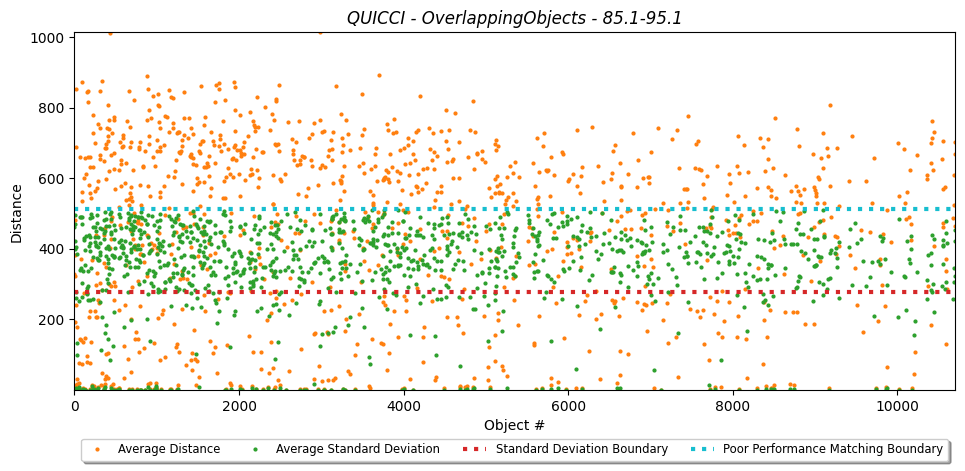 QUICCI - OverlappingObjects - 85.1-95.1
1000
800
600
400
200
Distance
0 2000 4000 6000 8000 10000
Object #
Average Distance Average Standard Deviation Standard Deviation Boundary Poor Performance Matching Boundary